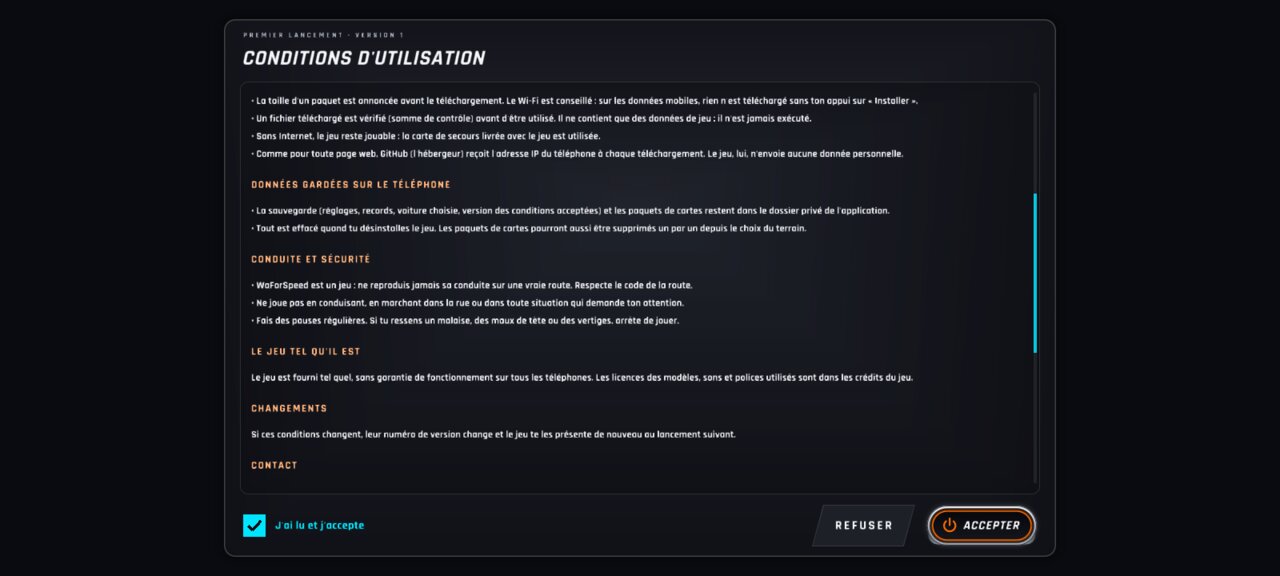 PREMIER LANCEMENT · VERSION 1
CONDITIONS D'UTILISATION
· La taille d'un paquet est annoncée avant le téléchargement. Le Wi-Fi est conseillé : sur les données mobiles, rien n'est téléchargé sans ton appui sur « Installer ».
· Un fichier téléchargé est vérifié (somme de contrôle) avant d'être utilisé. Il ne contient que des données de jeu : il n'est jamais exécuté.
· Sans Internet, le jeu reste jouable : la carte de secours livrée avec le jeu est utilisée.
· Comme pour toute page web, GitHub (l'hébergeur) reçoit l'adresse IP du téléphone à chaque téléchargement. Le jeu, lui, n'envoie aucune donnée personnelle.
DONNÉES GARDÉES SUR LE TÉLÉPHONE
· La sauvegarde (réglages, records, voiture choisie, version des conditions acceptées) et les paquets de cartes restent dans le dossier privé de l'application.
· Tout est effacé quand tu désinstalles le jeu. Les paquets de cartes pourront aussi être supprimés un par un depuis le choix du terrain.
CONDUITE ET SÉCURITÉ
· WaForSpeed est un jeu : ne reproduis jamais sa conduite sur une vraie route. Respecte le code de la route.
· Ne joue pas en conduisant, en marchant dans la rue ou dans toute situation qui demande ton attention.
· Fais des pauses régulières. Si tu ressens un malaise, des maux de tête ou des vertiges, arrête de jouer.
LE JEU TEL QU'IL EST
Le jeu est fourni tel quel, sans garantie de fonctionnement sur tous les téléphones. Les licences des modèles, sons et polices utilisés sont dans les crédits du jeu.
CHANGEMENTS
Si ces conditions changent, leur numéro de version change et le jeu te les présente de nouveau au lancement suivant.
CONTACT
J'ai lu et j'accepte
REFUSER
ACCEPTER